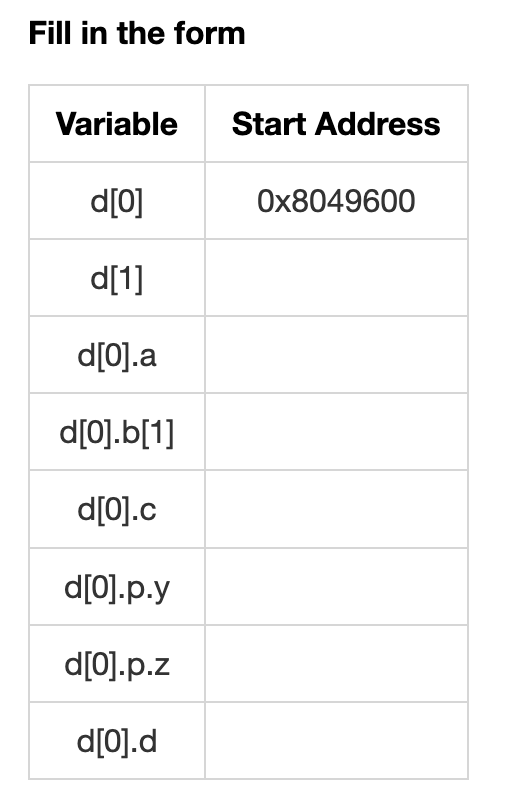 Fill in the form
Variable Start Address
d[0] 0x8049600
d[1]
d[0].a
d[0].b[1]
d[0].c
d[0].p.y
d[0].p.z
d[0].d